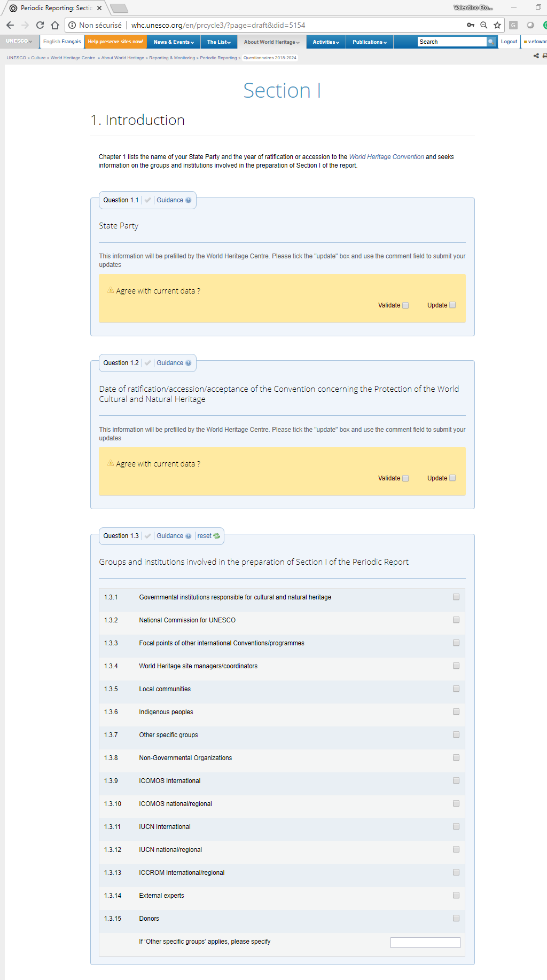 Periodic Reporting: Secti
Non sécurisé | whc.unesco.org/en/prcycle3/?page=draft&did=5154
UNESCO English Français Help preserve sites now! News & Events The List About World Heritage Activities Publications Search Logout
UNESCO » Culture » World Heritage Centre » About World Heritage » Reporting & Monitoring » Periodic Reporting » Questionnaires 2018-2024
Section I
1. Introduction
Chapter 1 lists the name of your State Party and the year of ratification or accession to the World Heritage Convention and seeks
information on the groups and institutions involved in the preparation of Section I of the report.
Question 1.1 Guidance
State Party
This information will be prefilled by the World Heritage Centre. Please tick the "update" box and use the comment field to submit your
updates
Agree with current data ?
Validate Update
Question 1.2 Guidance
Date of ratification/accession/acceptance of the Convention concerning the Protection of the World
Cultural and Natural Heritage
This information will be prefilled by the World Heritage Centre. Please tick the "update" box and use the comment field to submit your
updates
Agree with current data ?
Validate Update
Question 1.3 Guidance reset
Groups and institutions involved in the preparation of Section I of the Periodic Report
1.3.1 Governmental institutions responsible for cultural and natural heritage
1.3.2 National Commission for UNESCO
1.3.3 Focal points of other international Conventions/programmes
1.3.4 World Heritage site managers/coordinators
1.3.5 Local communities
1.3.6 Indigenous peoples
1.3.7 Other specific groups
1.3.8 Non-Governmental Organizations
1.3.9 ICOMOS International
1.3.10 ICOMOS national/regional
1.3.11 IUCN International
1.3.12 IUCN national/regional
1.3.13 ICCROM international/regional
1.3.14 External experts
1.3.15 Donors
If 'Other specific groups' applies, please specify